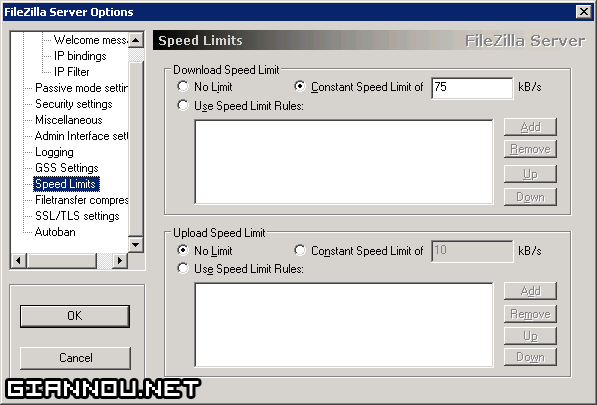 FileZilla Server Options
Welcome mess
IP bindings
IP Filter
Passive mode settin
Security settings
Miscellaneous
Admin Interface sett
Logging
GSS Settings
Speed Limits
Filetransfer compres
SSL/TLS settings
Autoban
OK
Cancel
Speed Limits FileZilla Server
Download Speed Limit
No Limit Constant Speed Limit of 75 kB/s
Use Speed Limit Rules:
Add
Remove
Up
Down
Upload Speed Limit
No Limit Constant Speed Limit of 10 kB/s
Use Speed Limit Rules:
Add
Remove
Up
Down
GIANNOU.NET